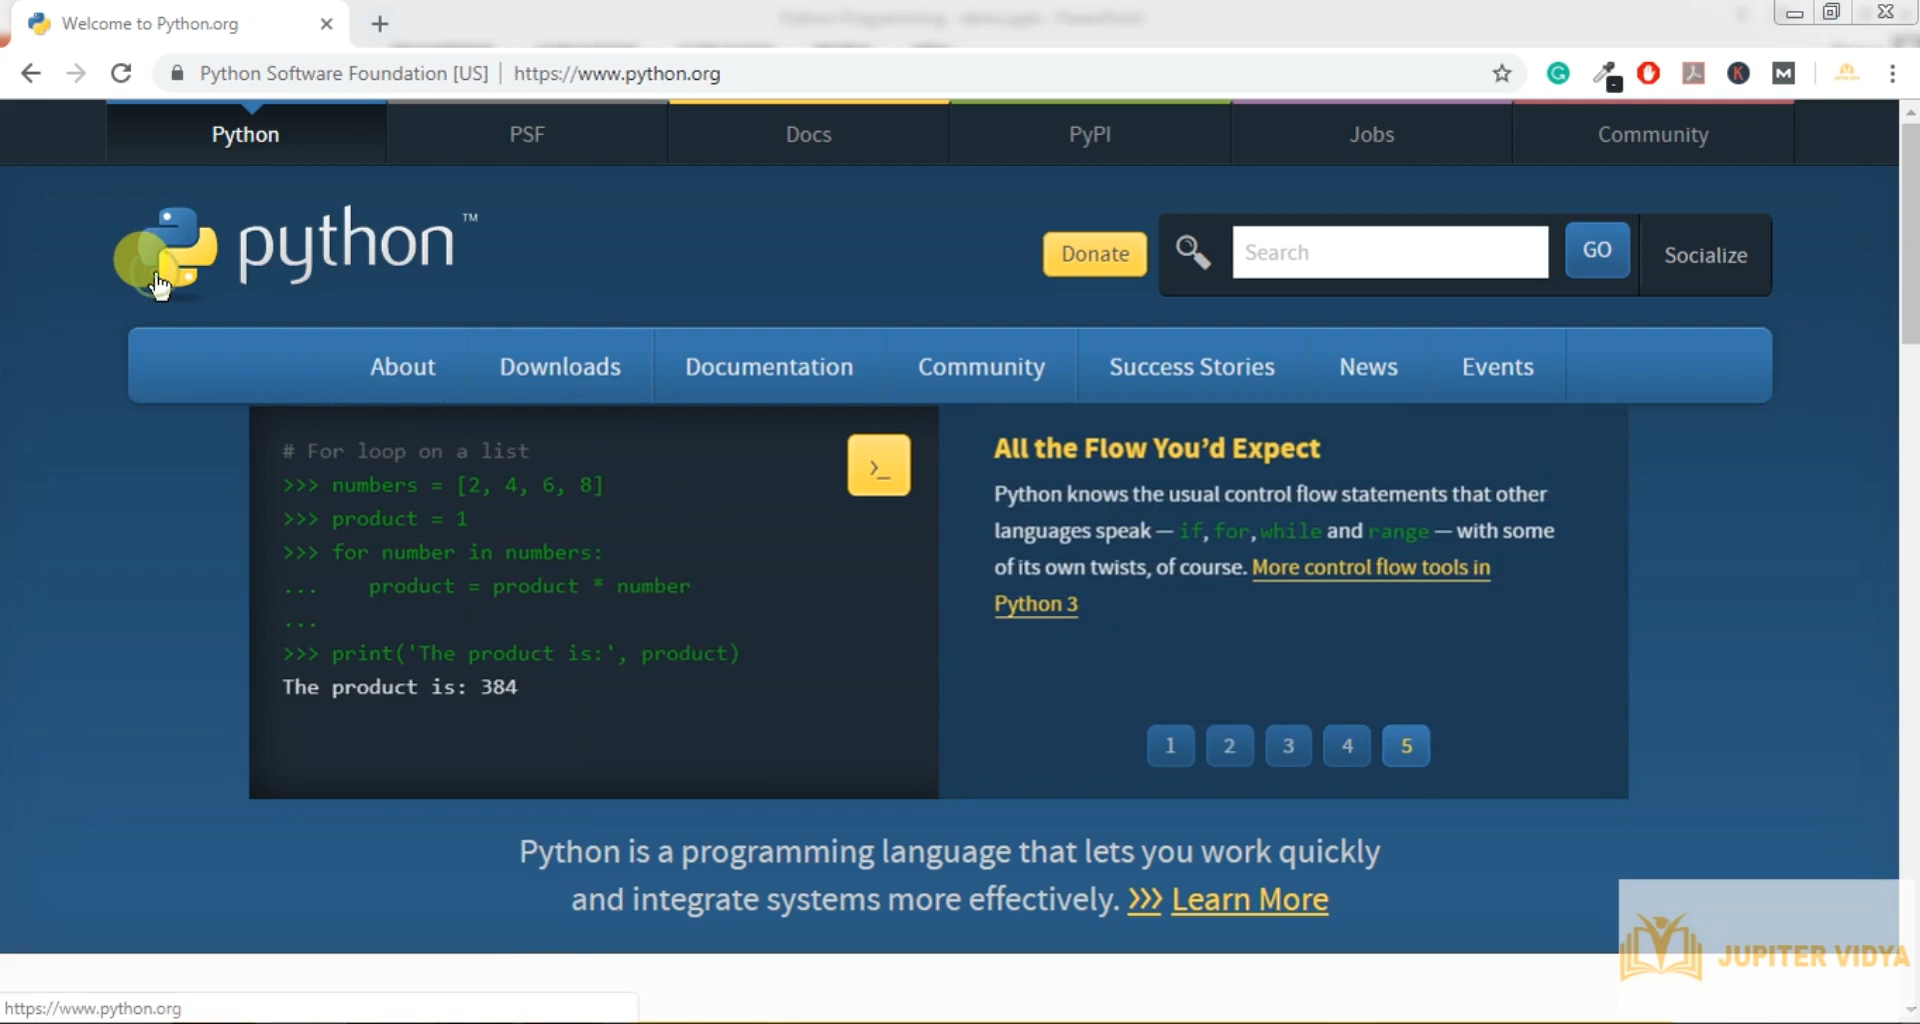 Welcome to Python.org
Python Software Foundation [US] | https://www.python.org
Python PSF Docs PyPI Jobs Community
python™
Donate
Search
GO
Socialize
About Downloads Documentation Community Success Stories News Events
# For loop on a list
>>> numbers = [2, 4, 6, 8]
>>> product = 1
>>> for number in numbers:
...    product = product * number
...
>>> print('The product is:', product)
The product is: 384
>_
All the Flow You’d Expect
Python knows the usual control flow statements that other
languages speak — if, for, while and range — with some
of its own twists, of course. More control flow tools in
Python 3
1 2 3 4 5
Python is a programming language that lets you work quickly
and integrate systems more effectively. >>> Learn More
JUPITER VIDYA
https://www.python.org